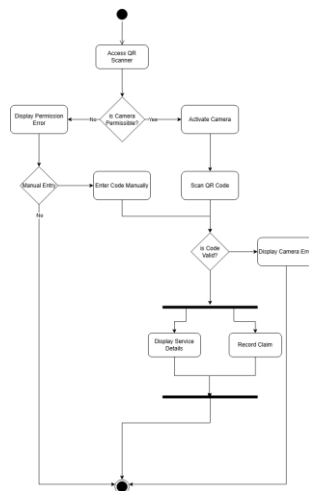 Access QR
Scanner
Is Camera
Permissible?
No
Yes
Display Permission
Error
Activate Camera
Manual Entry
Enter Code Manually
Scan QR Code
No
is Code
Valid?
Display Camera Err
Display Service
Details
Record Claim